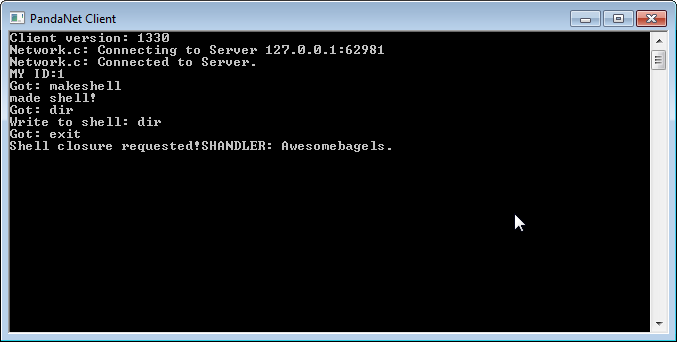 PandaNet Client
Client version: 1330
Network.c: Connecting to Server 127.0.0.1:62981
Network.c: Connected to Server.
MY ID:1
Got: makeshell
made shell!
Got: dir
Write to shell: dir
Got: exit
Shell closure requested!SHANDLER: Awesomebagels.